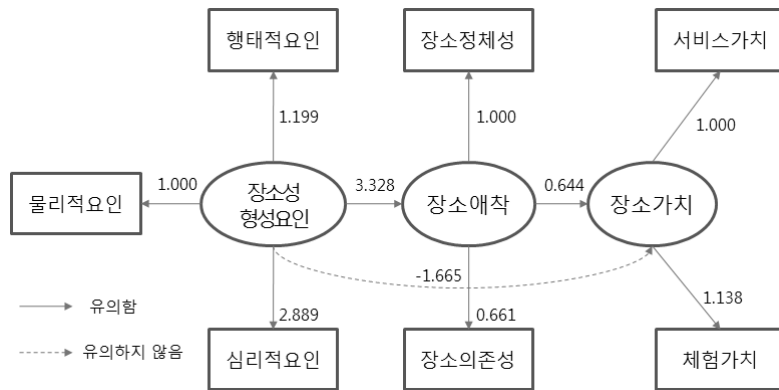 행태적요인
장소정체성
서비스가치
1.199
1.000
1.000
물리적요인
1.000
장소성
형성요인
3.328
장소애착
0.644
장소가치
-1.665
유의함
2.889
0.661
1.138
유의하지 않음
심리적요인
장소의존성
체험가치